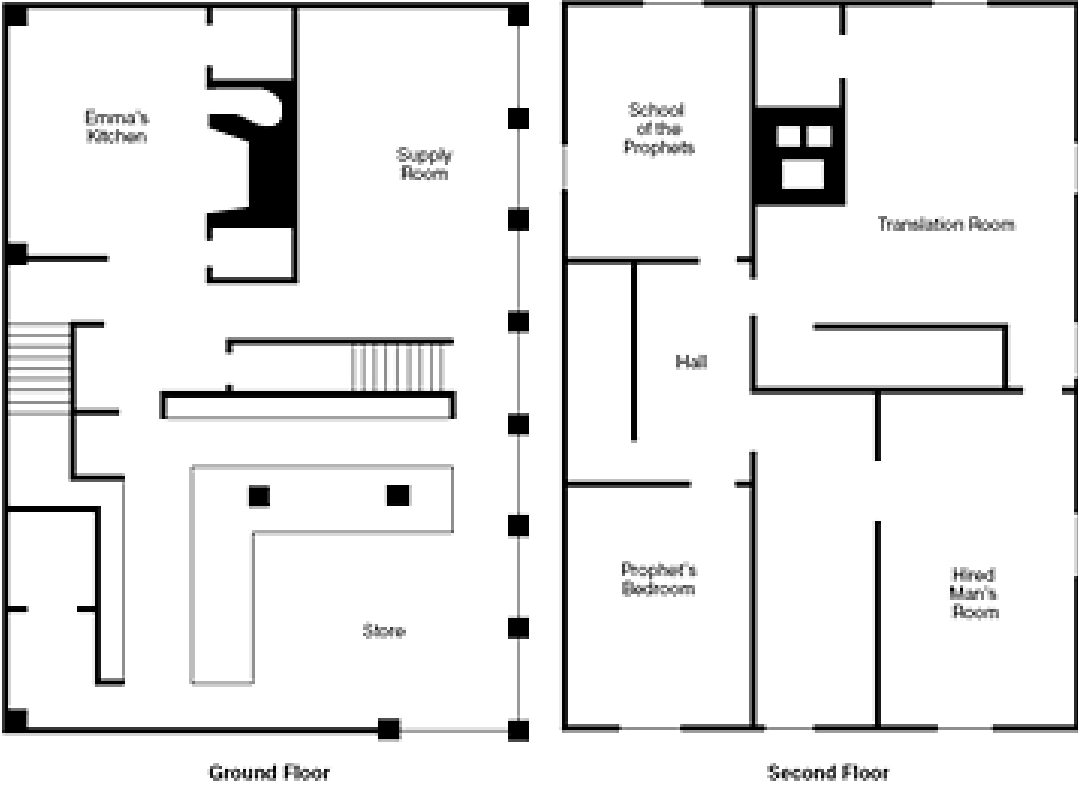 Emma's
Kitchen
Supply
Room
Store
Ground Floor
School
of the
Prophets
Translation Room
Hall
Prophet's
Bedroom
Hired
Man's
Room
Second Floor